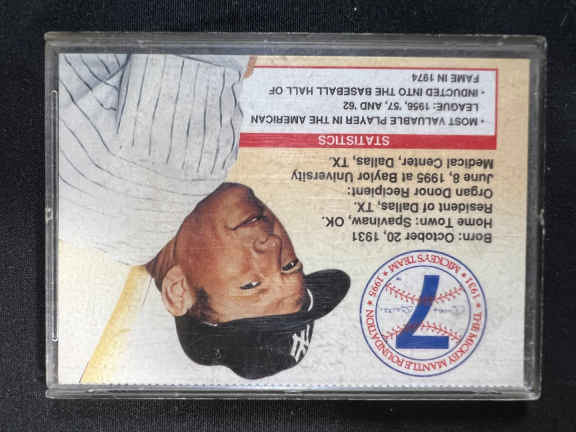 THE MICKEY MANTLE FOUNDATION
1931 ★ MICKEY'S TEAM ★ 1995
7
NY
Born: October 20, 1931
Home Town: Spavinaw, OK.
Resident of Dallas, TX.
Organ Donor Recipient:
June 8, 1995 at Baylor University
Medical Center, Dallas, TX.
STATISTICS
• MOST VALUABLE PLAYER IN THE AMERICAN
LEAGUE: 1956, '57, AND '62
• INDUCTED INTO THE BASEBALL HALL OF
FAME IN 1974